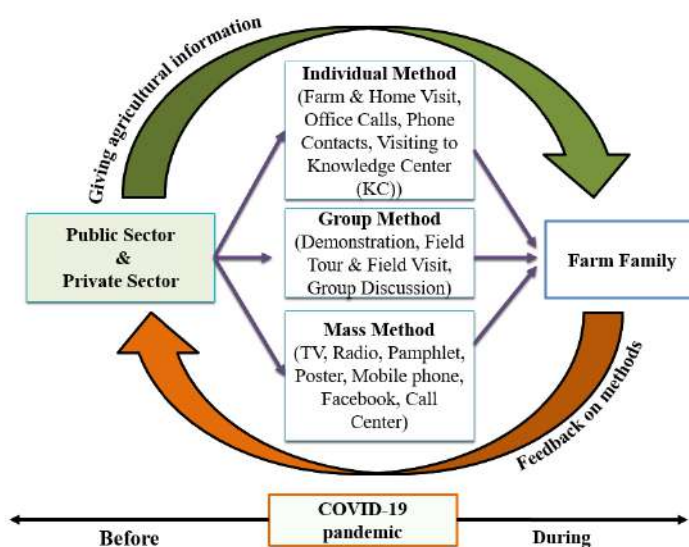 Giving agricultural information
Individual Method
(Farm & Home Visit,
Office Calls, Phone
Contacts, Visiting to
Knowledge Center
(KC))
Public Sector
&
Private Sector
Group Method
(Demonstration, Field
Tour & Field Visit,
Group Discussion)
Farm Family
Mass Method
(TV, Radio, Pamphlet,
Poster, Mobile phone,
Facebook, Call
Center)
Feedback on methods
COVID-19
pandemic
Before
During